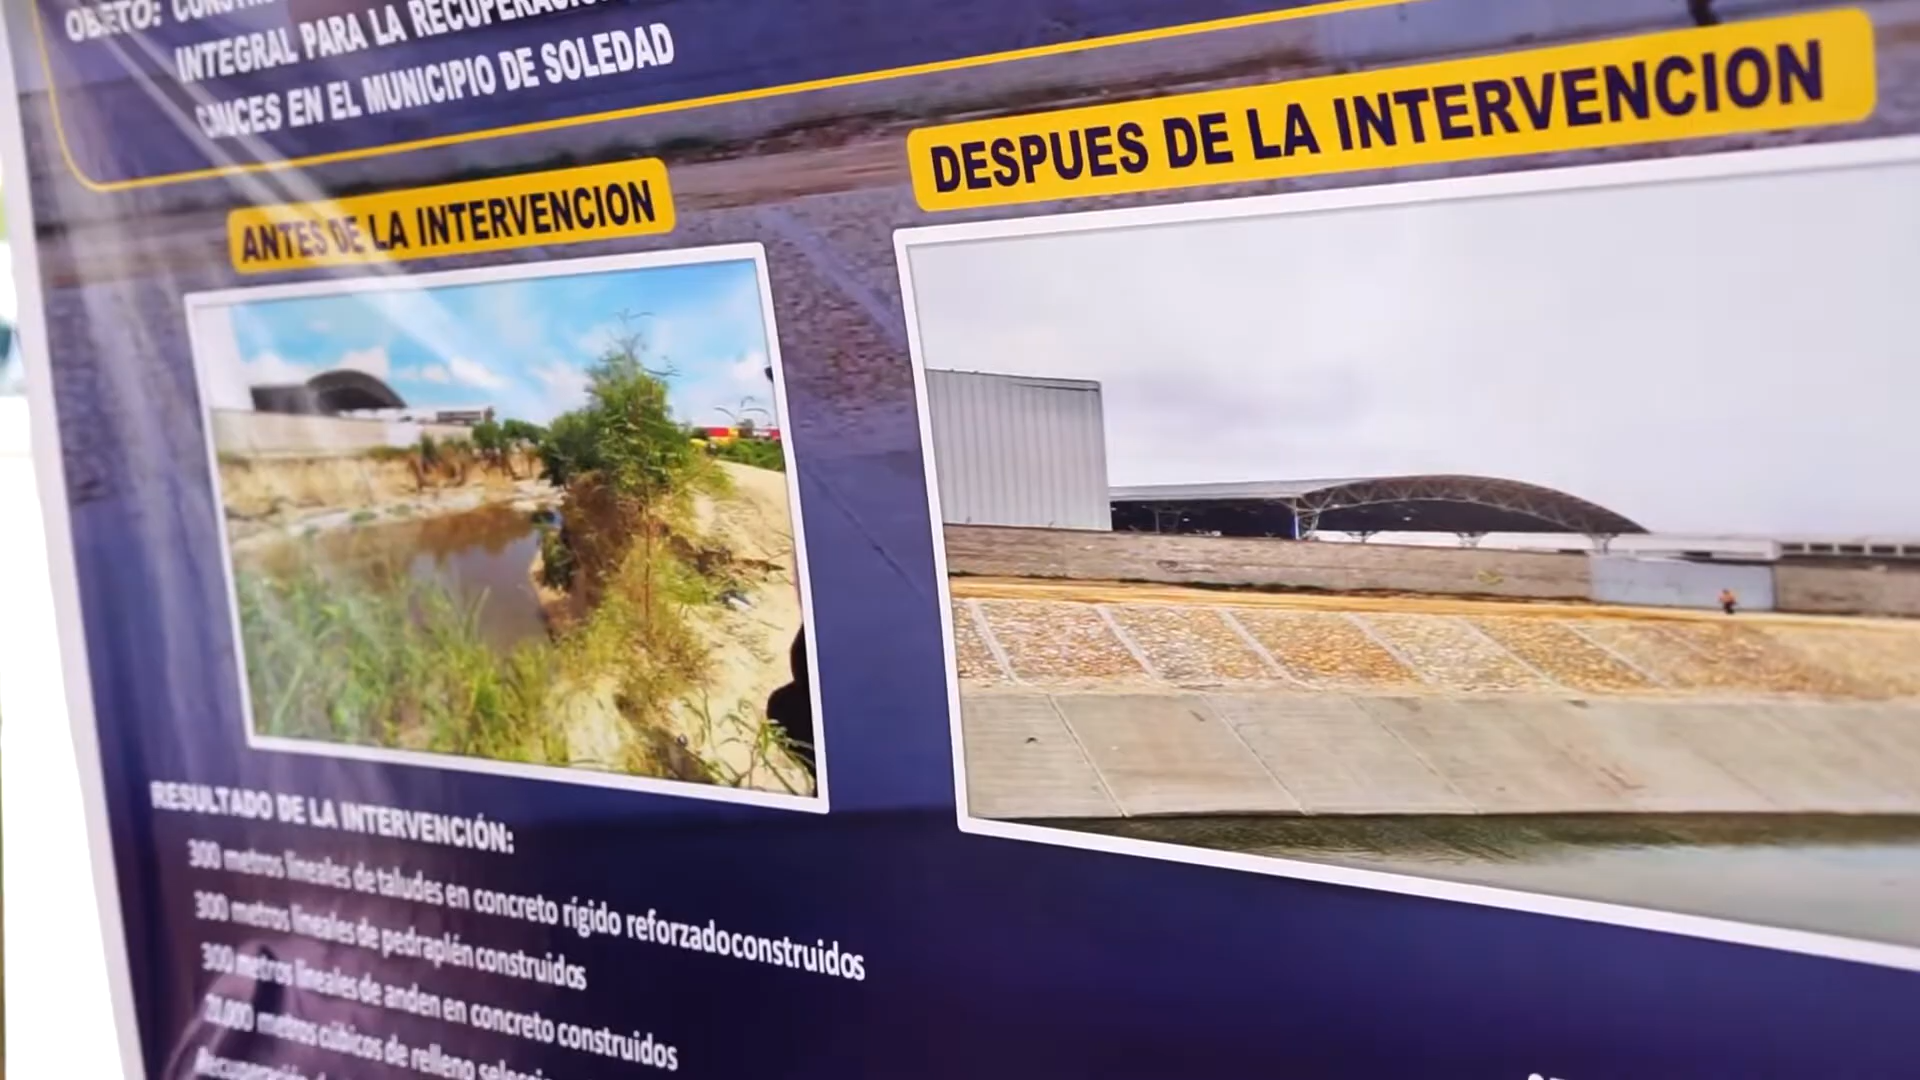 OBJETO:
INTEGRAL PARA LA
CAUCES EN EL MUNICIPIO DE SOLEDAD
ANTES DE LA INTERVENCION
DESPUES DE LA INTERVENCION
RESULTADO DE LA INTERVENCIÓN:
300 metros lineales de taludes en concreto rígido reforzado construidos
300 metros lineales de pedraplén construidos
300 metros lineales de anden en concreto construidos
metros cúbicos de relleno